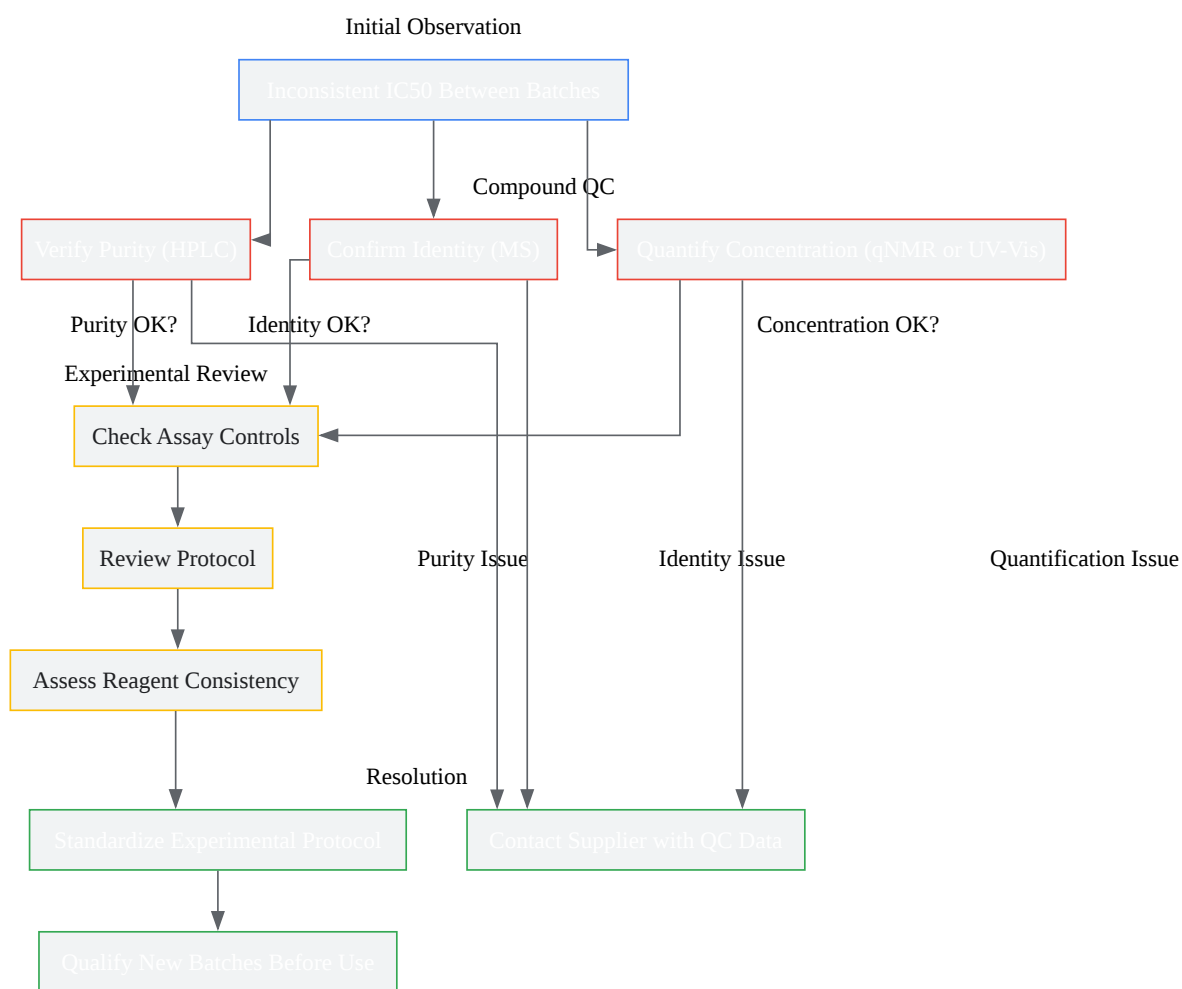 Initial Observation
Inconsistent IC50 Between Batches
Compound QC
Verify Purity (HPLC)
Confirm Identity (MS)
Quantify Concentration (qNMR or UV-Vis)
Purity OK?
Identity OK?
Concentration OK?
Experimental Review
Check Assay Controls
Review Protocol
Purity Issue
Identity Issue
Quantification Issue
Assess Reagent Consistency
Resolution
Standardize Experimental Protocol
Contact Supplier with QC Data
Qualify New Batches Before Use